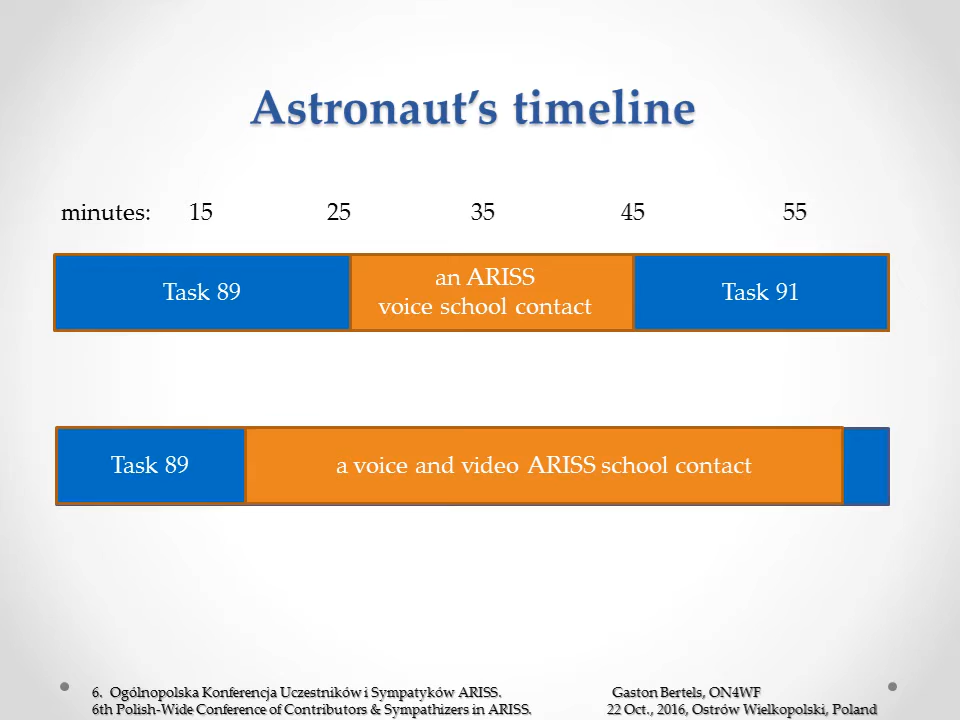 Astronaut's timeline
minutes: 15 25 35 45 55
Task 89
an ARISS
voice school contact
Task 91
Task 89
a voice and video ARISS school contact
6. Ogólnopolska Konferencja Uczestników i Sympatyków ARISS. Gaston Bertels, ON4WF
6th Polish-Wide Conference of Contributors & Sympathizers in ARISS. 22 Oct., 2016, Ostrów Wielkopolski, Poland